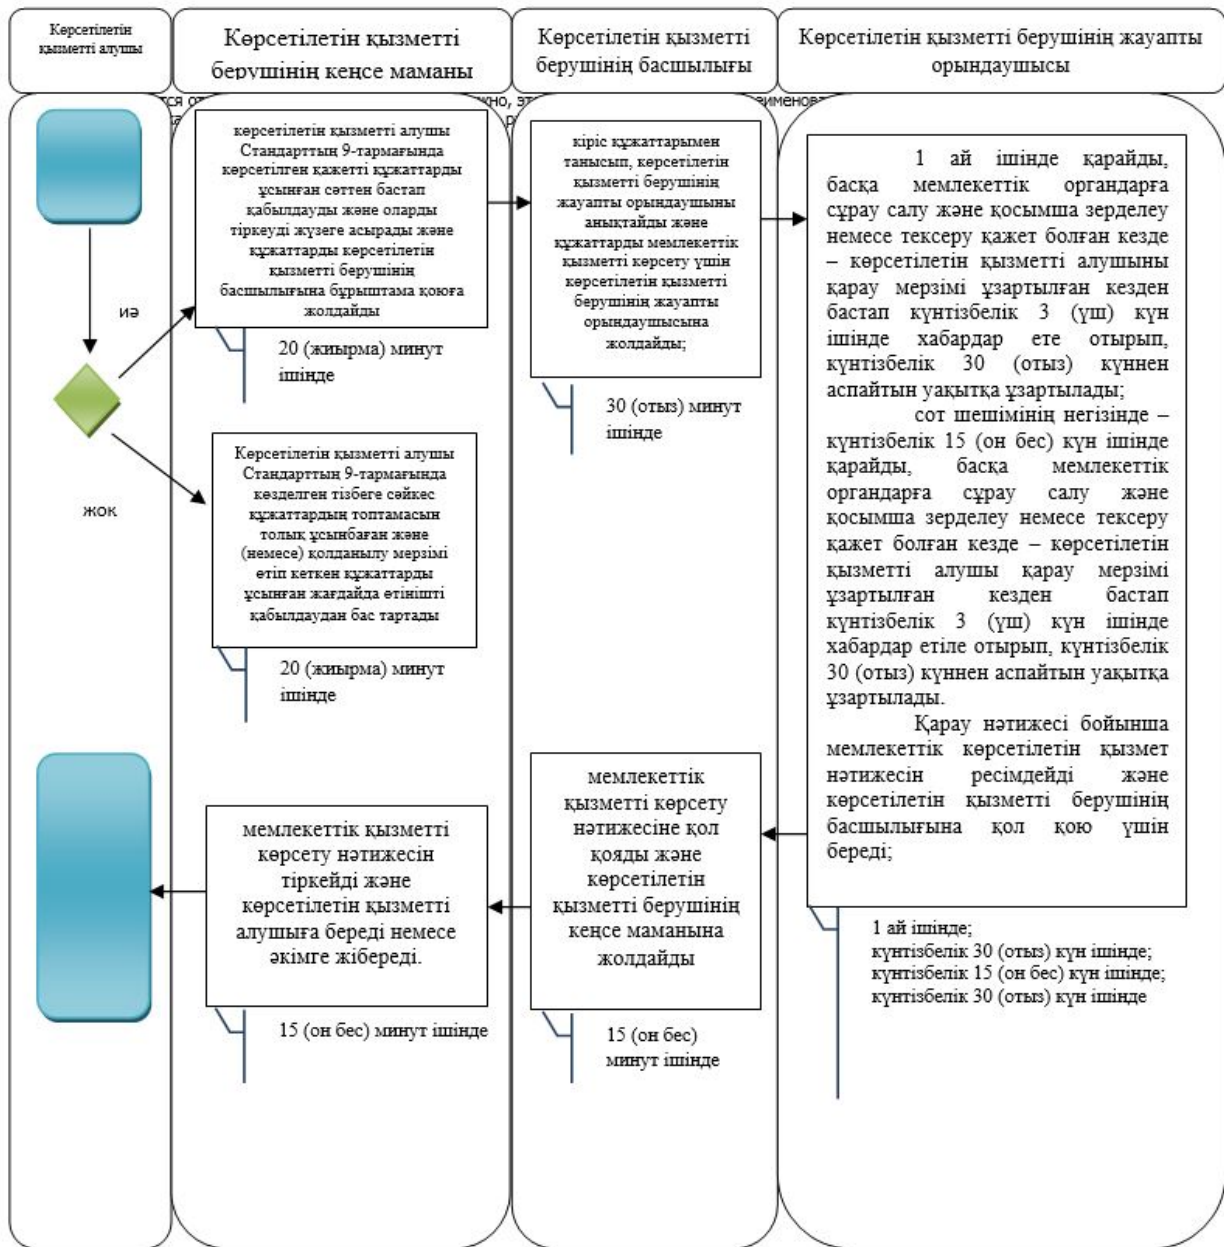 Көрсетілетін
қызметті алушы
Көрсетілетін қызметті
берушінің кеңсе маманы
Көрсетілетін қызметті
берушінің басшылығы
Көрсетілетін қызметті берушінің жауапты
орындаушысы
көрсетілетін қызметті алушы
Стандарттың 9-тармағында
көрсетілген қажетті құжаттарды
ұсынған сәттен бастап
қабылдауды және оларды
тіркеуді жүзеге асырады және
құжаттарды көрсетілетін
қызметті берушінің
басшылығына бұрыштама қоюға
жолдайды
20 (жиырма) минут
ішінде
иә
жоқ
Көрсетілетін қызметті алушы
Стандарттың 9-тармағында
көзделген тізбеге сәйкес
құжаттардың топтамасын
толық ұсынбаған және
(немесе) қолданылу мерзімі
өтіп кеткен құжаттарды
ұсынған жағдайда өтінішті
қабылдаудан бас тартады
20 (жиырма) минут
ішінде
кіріс құжаттарымен
танысып, көрсетілетін
қызметті берушінің
жауапты орындаушыны
анықтайды және
құжаттарды мемлекеттік
қызметті көрсету үшін
көрсетілетін қызметті
берушінің жауапты
орындаушысына
жолдайды;
30 (отыз) минут
ішінде
1 ай ішінде қарайды,
басқа мемлекеттік органдарға
сұрау салу және қосымша зерделеу
немесе тексеру қажет болған кезде
– көрсетілетін қызметті алушыны
қарау мерзімі ұзартылған кезден
бастап күнтізбелік 3 (үш) күн
ішінде хабардар ете отырып,
күнтізбелік 30 (отыз) күннен
аспайтын уақытқа ұзартылады;
сот шешімінің негізінде –
күнтізбелік 15 (он бес) күн ішінде
қарайды, басқа мемлекеттік
органдарға сұрау салу және
қосымша зерделеу немесе тексеру
қажет болған кезде – көрсетілетін
қызметті алушы қарау мерзімі
ұзартылған кезден бастап
күнтізбелік 3 (үш) күн ішінде
хабардар етіле отырып, күнтізбелік
30 (отыз) күннен аспайтын уақытқа
ұзартылады.
Қарау нәтижесі бойынша
мемлекеттік көрсетілетін қызмет
нәтижесін ресімдейді және
көрсетілетін қызметті берушінің
басшылығына қол қою үшін
береді;
1 ай ішінде;
күнтізбелік 30 (отыз) күн ішінде;
күнтізбелік 15 (он бес) күн ішінде;
күнтізбелік 30 (отыз) күн ішінде
мемлекеттік
қызметті көрсету
нәтижесіне қол
қояды және
көрсетілетін
қызметті берушінің
кеңсе маманына
жолдайды
15 (он бес)
минут ішінде
мемлекеттік қызметті
көрсету нәтижесін
тіркейді және
көрсетілетін қызметті
алушыға береді немесе
әкімге жібереді.
15 (он бес) минут ішінде